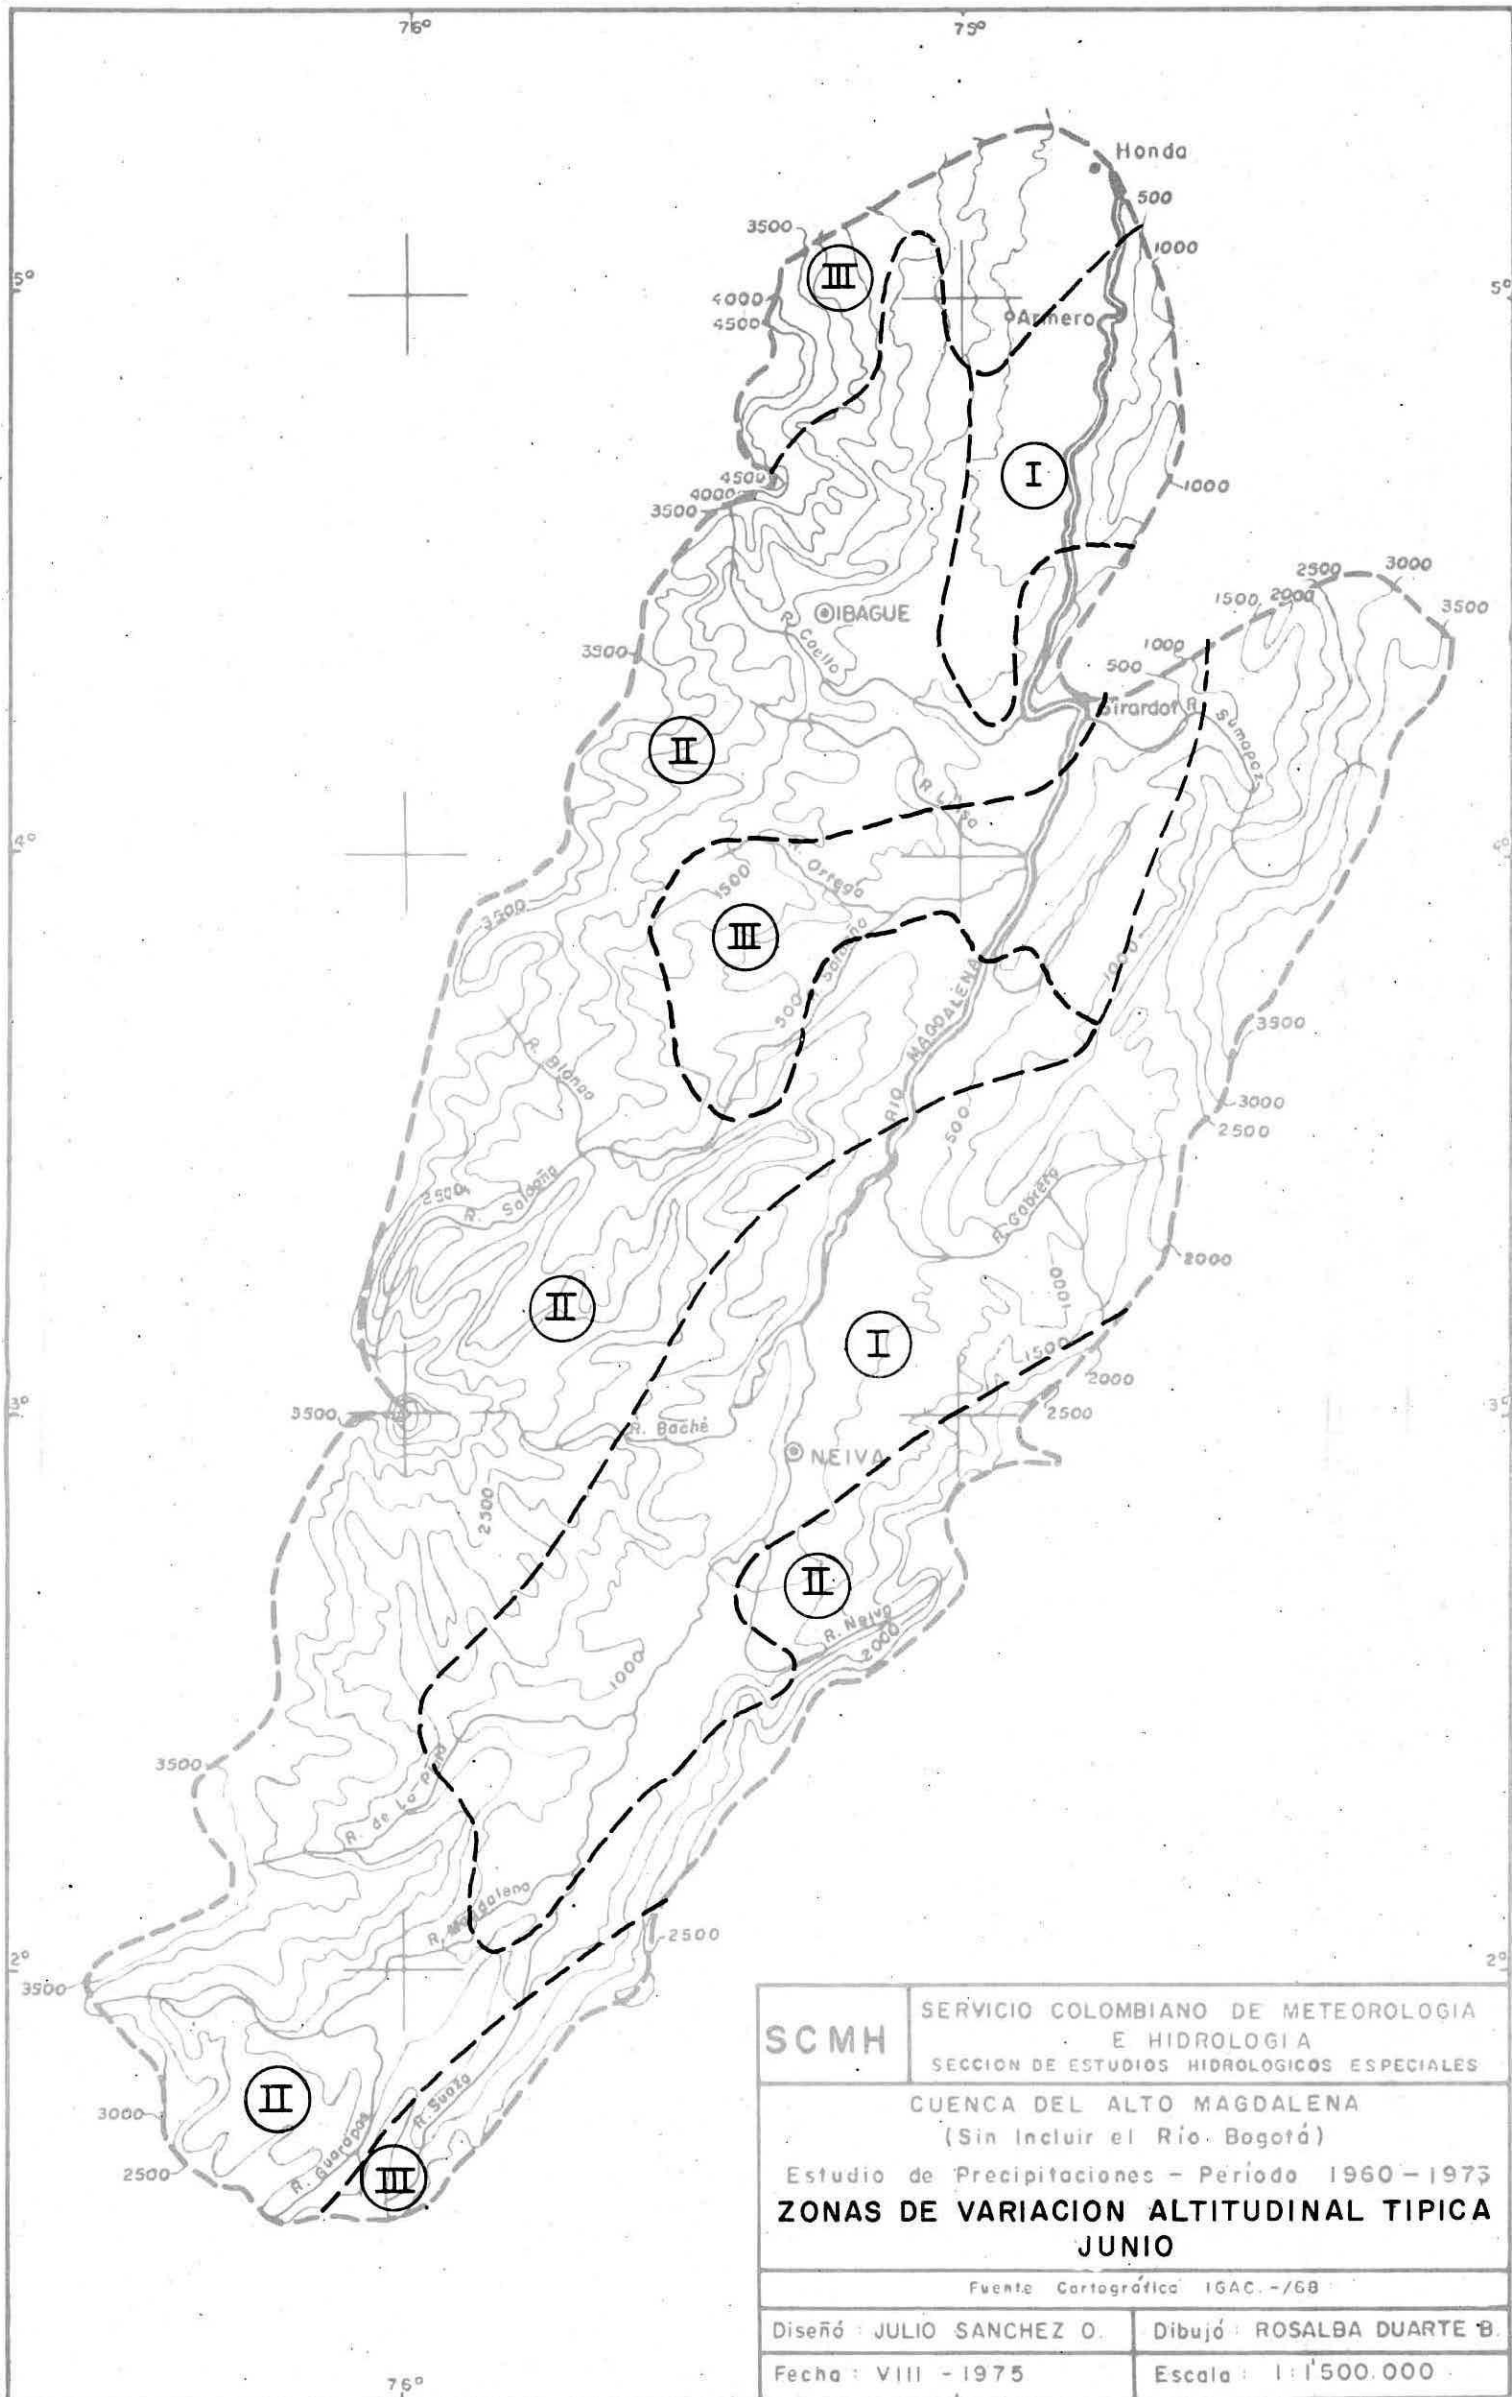 76°
75°
Honda
500
3500
1000
5°
III
5°
4000
4500
Armero
I
4500
4000
3500
1000
2500
3000
1500
2000
3500
IBAGUE
R. Coello
1000
500
3500
Girardot
R. Sumapaz
II
R. Luisa
4°
4°
R. Ortega
1500
3500
III
R. Saldaña
500
RIO MAGDALENA
1000
3500
R. Blanco
3000
500
2500
2500
R. Saldaña
R. Cabrera
2000
1000
II
I
1500
2000
3°
3500
2500
3°
R. Baché
NEIVA
2500
II
R. Neiva
2000
1000
3500
R. de La Plata
R. Magdalena
2500
2°
2°
3500
II
3000
R. Suaza
R. Guarapas
2500
III
SCMH
SERVICIO COLOMBIANO DE METEOROLOGIA
E HIDROLOGIA
SECCION DE ESTUDIOS HIDROLOGICOS ESPECIALES
CUENCA DEL ALTO MAGDALENA
(Sin Incluir el Río Bogotá)
Estudio de Precipitaciones - Período 1960-1973
ZONAS DE VARIACION ALTITUDINAL TIPICA
JUNIO
Fuente Cartográfica IGAC.-/68
Diseñó : JULIO SANCHEZ O.
Dibujó : ROSALBA DUARTE B.
Fecha : VIII - 1975
Escala : 1:1'500.000
76°